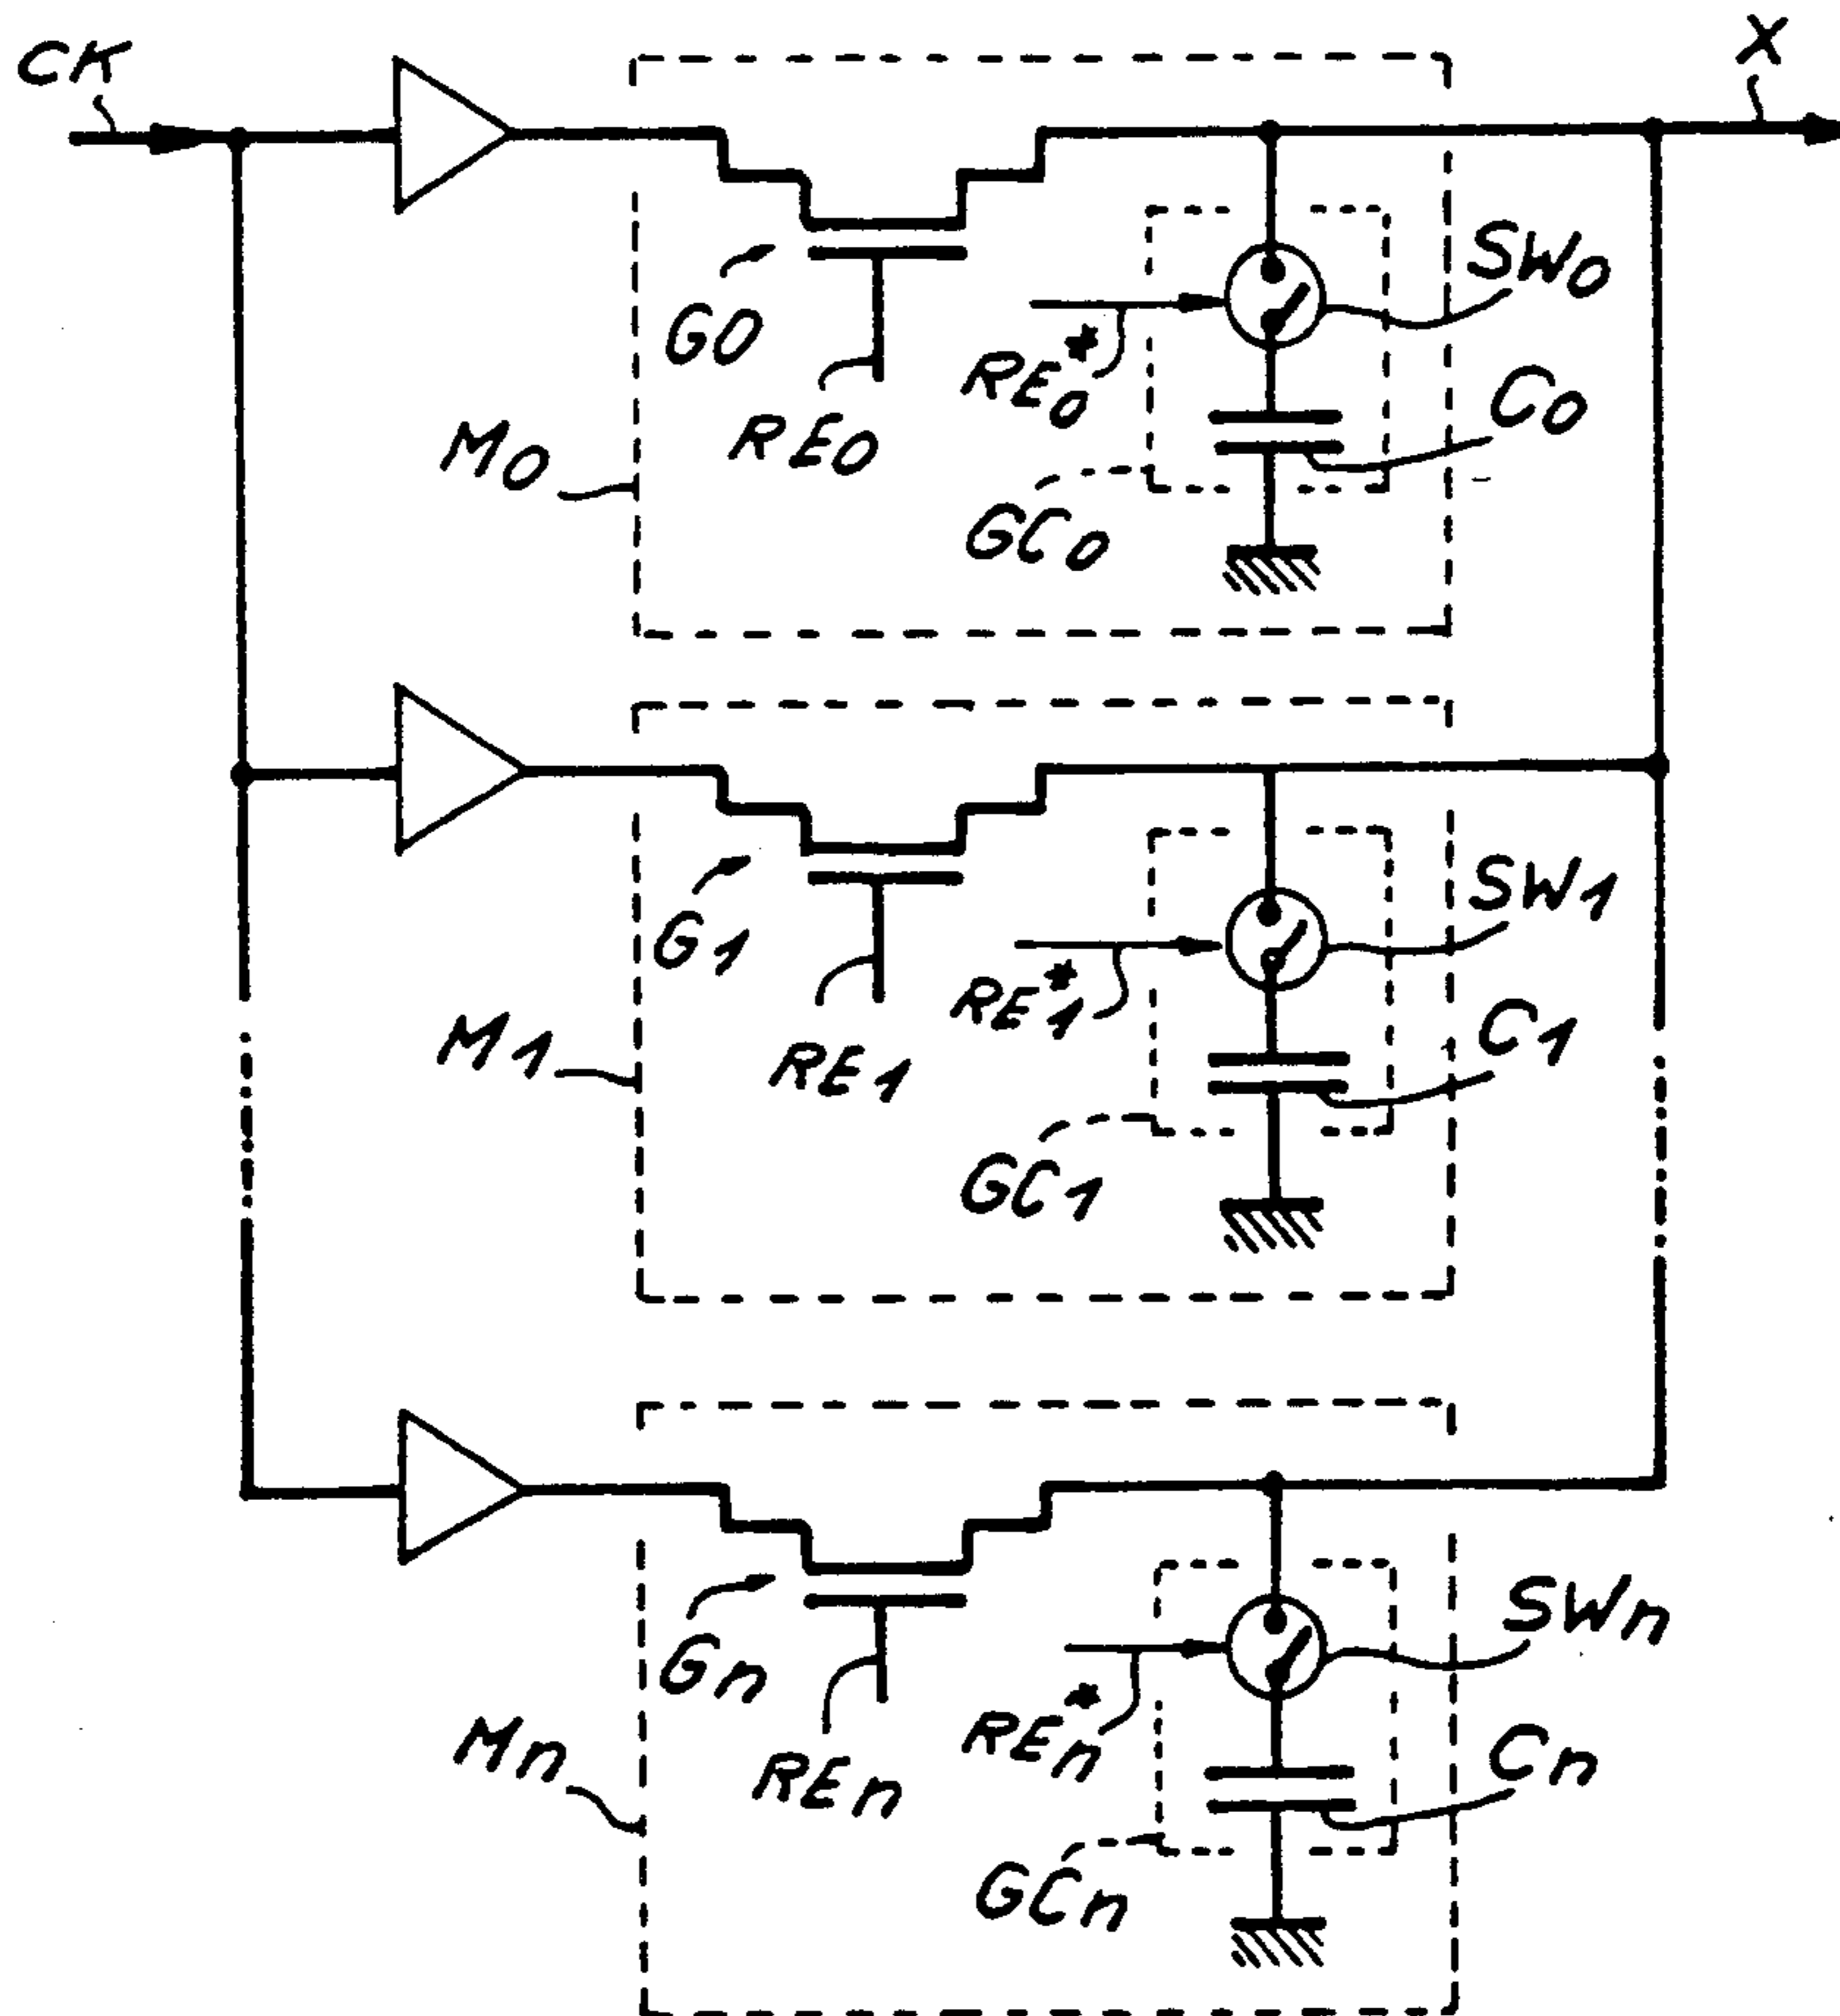 CK
X
SW0
G0
RE0*
C0
M0
RE0
GC0
SW1
G1
RE1*
C1
M1
RE1
GC1
SWn
Gn
REn*
Cn
Mn
REn
GCn